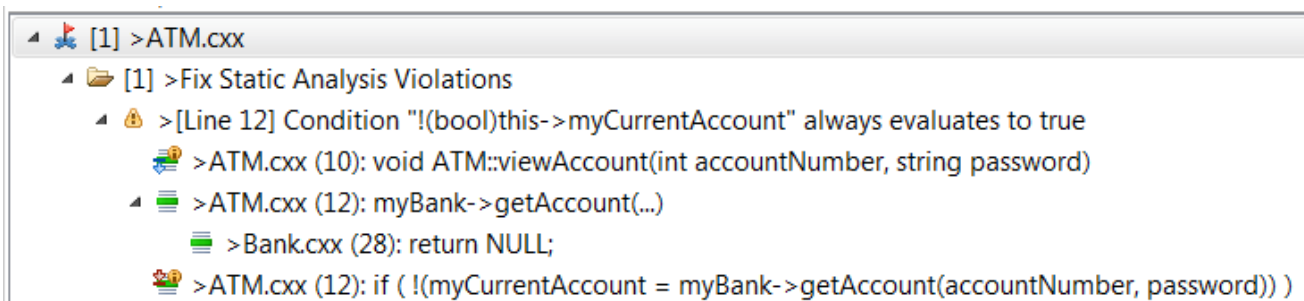 [1] >ATM.cxx
[1] >Fix Static Analysis Violations
>[Line 12] Condition "!(bool)this->myCurrentAccount" always evaluates to true
>ATM.cxx (10): void ATM::viewAccount(int accountNumber, string password)
>ATM.cxx (12): myBank->getAccount(...)
>Bank.cxx (28): return NULL;
>ATM.cxx (12): if ( !(myCurrentAccount = myBank->getAccount(accountNumber, password)) )